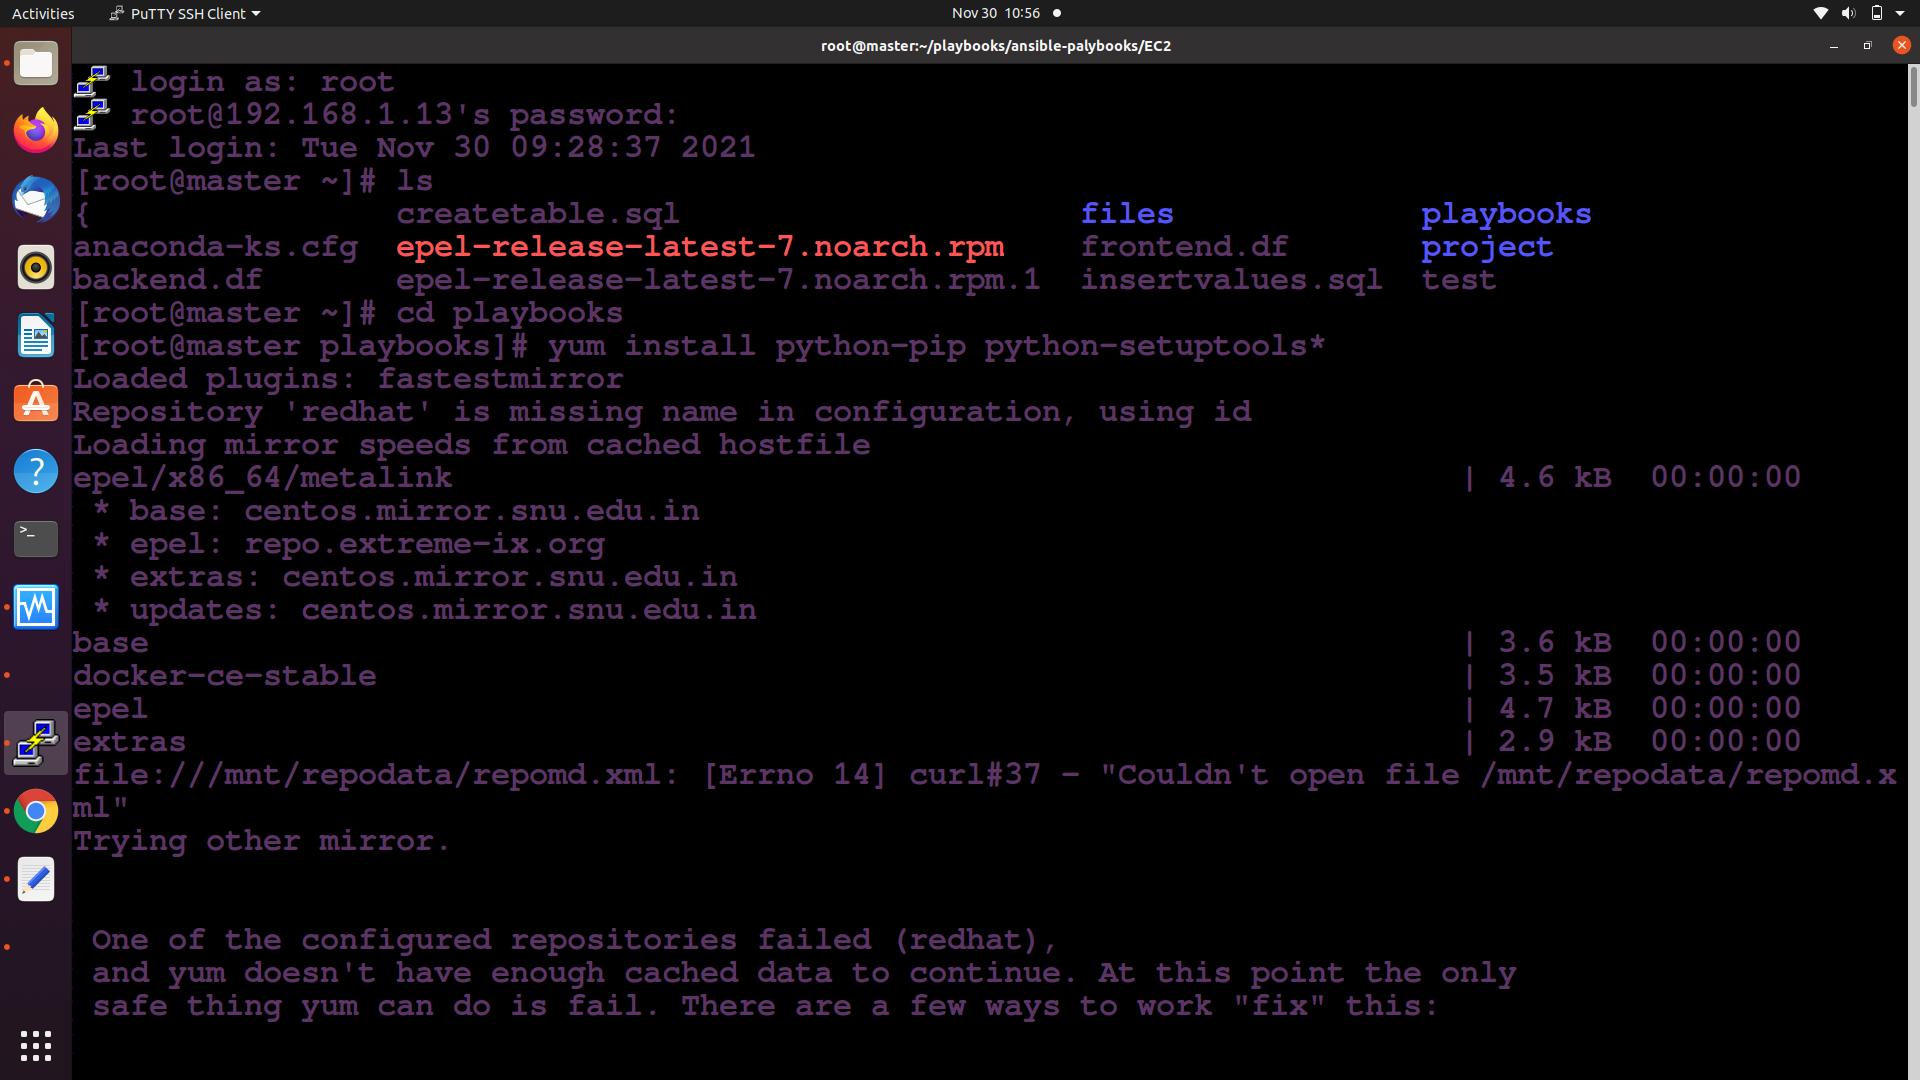 Activities PuTTY SSH Client Nov 30 10:56
root@master:~/playbooks/ansible-palybooks/EC2
login as: root
root@192.168.1.13's password:
Last login: Tue Nov 30 09:28:37 2021
[root@master ~]# ls
{ createtable.sql files playbooks
anaconda-ks.cfg epel-release-latest-7.noarch.rpm frontend.df project
backend.df epel-release-latest-7.noarch.rpm.1 insertvalues.sql test
[root@master ~]# cd playbooks
[root@master playbooks]# yum install python-pip python-setuptools*
Loaded plugins: fastestmirror
Repository 'redhat' is missing name in configuration, using id
Loading mirror speeds from cached hostfile
epel/x86_64/metalink | 4.6 kB 00:00:00
* base: centos.mirror.snu.edu.in
* epel: repo.extreme-ix.org
* extras: centos.mirror.snu.edu.in
* updates: centos.mirror.snu.edu.in
base | 3.6 kB 00:00:00
docker-ce-stable | 3.5 kB 00:00:00
epel | 4.7 kB 00:00:00
extras | 2.9 kB 00:00:00
file:///mnt/repodata/repomd.xml: [Errno 14] curl#37 - "Couldn't open file /mnt/repodata/repomd.x
ml"
Trying other mirror.
One of the configured repositories failed (redhat),
and yum doesn't have enough cached data to continue. At this point the only
safe thing yum can do is fail. There are a few ways to work "fix" this: